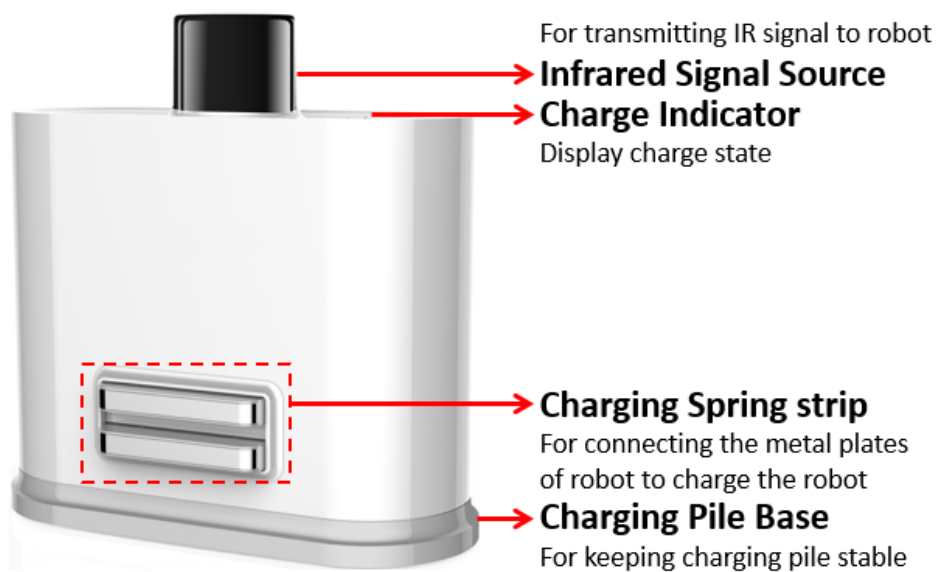 For transmitting IR signal to robot
Infrared Signal Source
Charge Indicator
Display charge state
Charging Spring strip
For connecting the metal plates
of robot to charge the robot
Charging Pile Base
For keeping charging pile stable